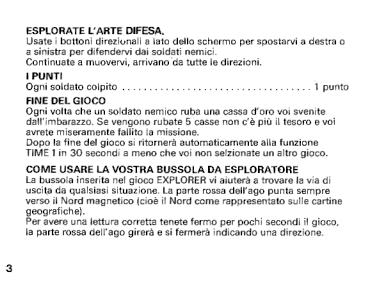 ESPLORATE L'ARTE DIFESA.
Usate i bottoni direzionali a lato dello schermo per spostarvi a destra o
a sinistra per difendervi dai soldati nemici.
Continuate a muovervi, arrivano da tutte le direzioni.
I PUNTI
Ogni soldato colpito . . . . . . . . . . . . . . . . . . . . . . . . . . . . . . . . . . 1 punto
FINE DEL GIOCO
Ogni volta che un soldato nemico ruba una cassa d'oro voi svenite
dall'imbarazzo. Se vengono rubate 5 casse non c'è più il tesoro e voi
avrete miseramente fallito la missione.
Dopo la fine del gioco si ritornerà automaticamente alla funzione
TIME 1 in 30 secondi a meno che voi non selzionate un altro gioco.
COME USARE LA VOSTRA BUSSOLA DA ESPLORATORE
La bussola inserita nel gioco EXPLORER vi aiuterà a trovare la via di
uscita da qualsiasi situazione. La parte rossa dell'ago punta sempre
verso il Nord magnetico (cioè il Nord come rappresentato sulle cartine
geografiche).
Per avere una lettura corretta tenete fermo per pochi secondi il gioco,
la parte rossa dell'ago girerà e si fermerà indicando una direzione.
3